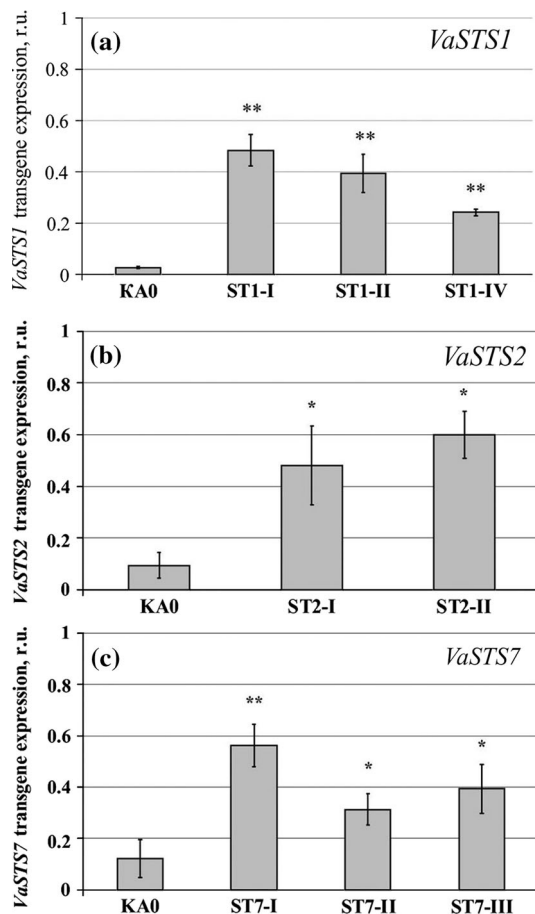 (a)
VaSTS1
VaSTS1 transgene expression, r.u.
1
0.8
0.6
0.4
0.2
0
**
**
**
KA0
ST1-I
ST1-II
ST1-IV
(b)
VaSTS2
VaSTS2 transgene expression, r.u.
1
0.8
0.6
0.4
0.2
0
*
*
KA0
ST2-I
ST2-II
(c)
VaSTS7
VaSTS7 transgene expression, r.u.
1
0.8
0.6
0.4
0.2
0
**
*
*
KA0
ST7-I
ST7-II
ST7-III